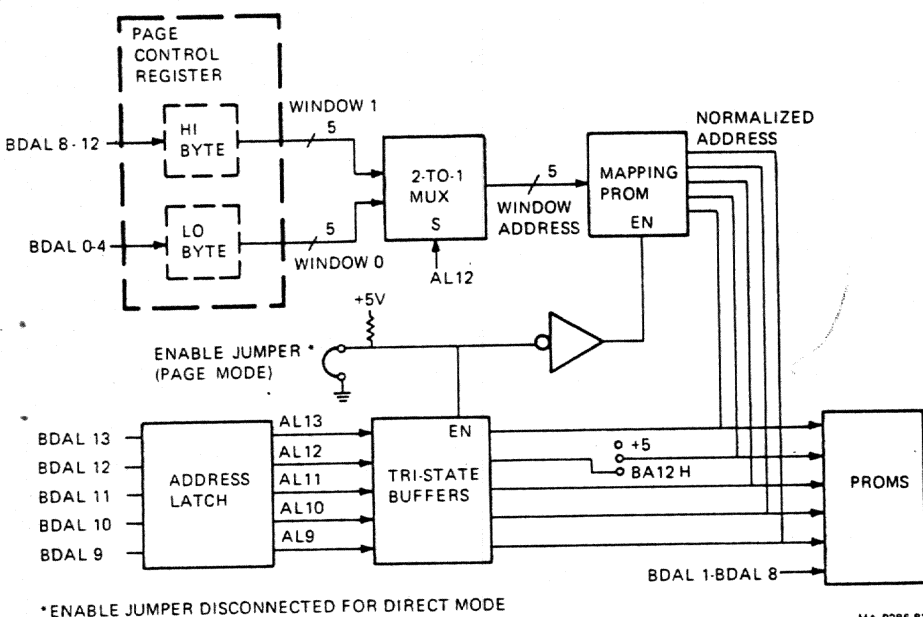 PAGE
CONTROL
REGISTER
BDAL 8-12
HI
BYTE
WINDOW 1
5
LO
BYTE
BDAL 0-4
5
WINDOW 0
2-TO-1
MUX
S
AL12
5
WINDOW
ADDRESS
MAPPING
PROM
EN
NORMALIZED
ADDRESS
+5V
ENABLE JUMPER *
(PAGE MODE)
BDAL 13
BDAL 12
BDAL 11
BDAL 10
BDAL 9
ADDRESS
LATCH
AL13
AL12
AL11
AL10
AL9
EN
TRI-STATE
BUFFERS
+5
BA12 H
PROMS
BDAL 1-BDAL 8
*ENABLE JUMPER DISCONNECTED FOR DIRECT MODE